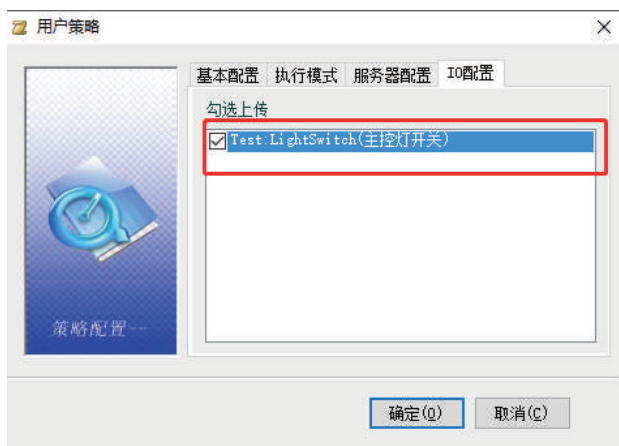 用户策略
基本配置 执行模式 服务器配置 IO配置
勾选上传
Test:LightSwitch(主控灯开关)
策略配置--
确定(O) 取消(C)